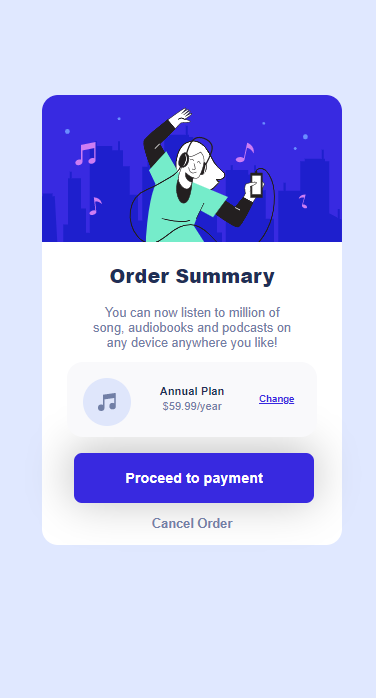 Order Summary
You can now listen to million of
song, audiobooks and podcasts on
any device anywhere you like!
Annual Plan
$59.99/year
Change
Proceed to payment
Cancel Order